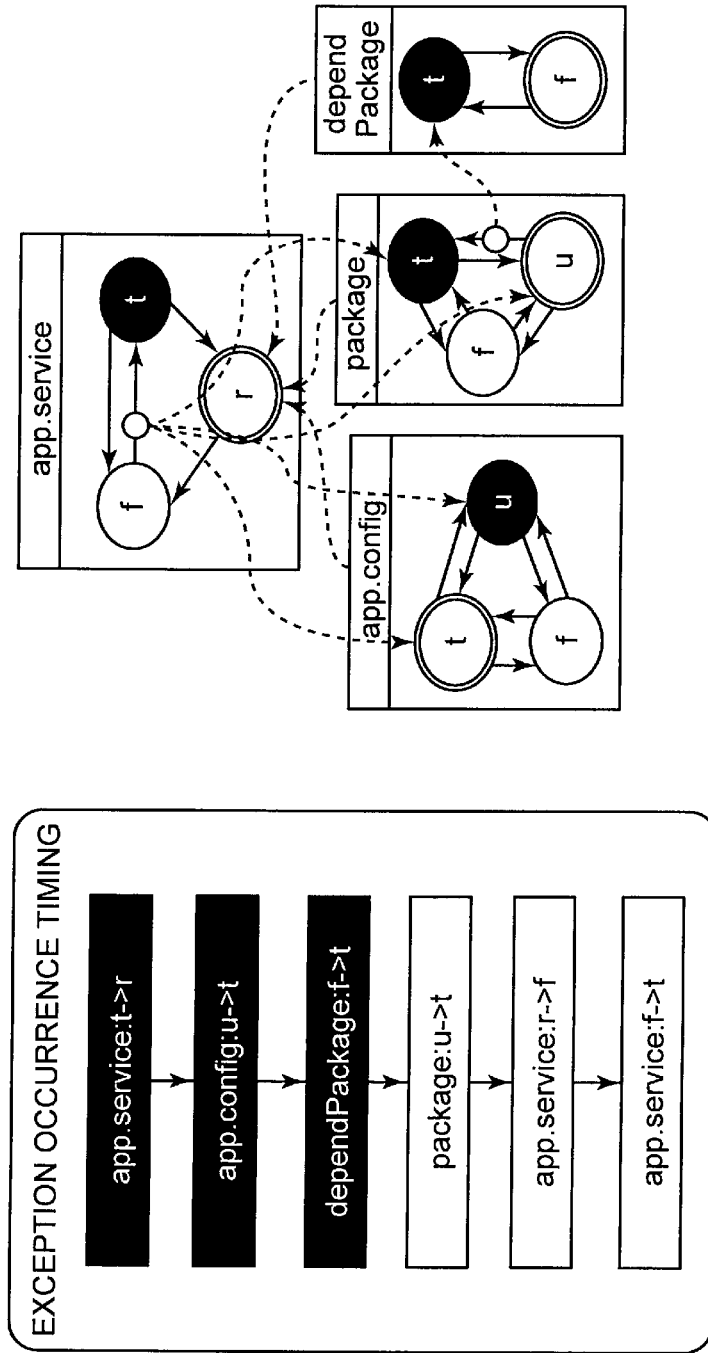 EXCEPTION OCCURRENCE TIMING
app.service:t->r
app.config:u->t
dependPackage:f->t
package:u->t
app.service:r->f
app.service:f->t
app.service
f
t
r
app.config
t
u
f
package
t
f
u
depend
Package
t
f